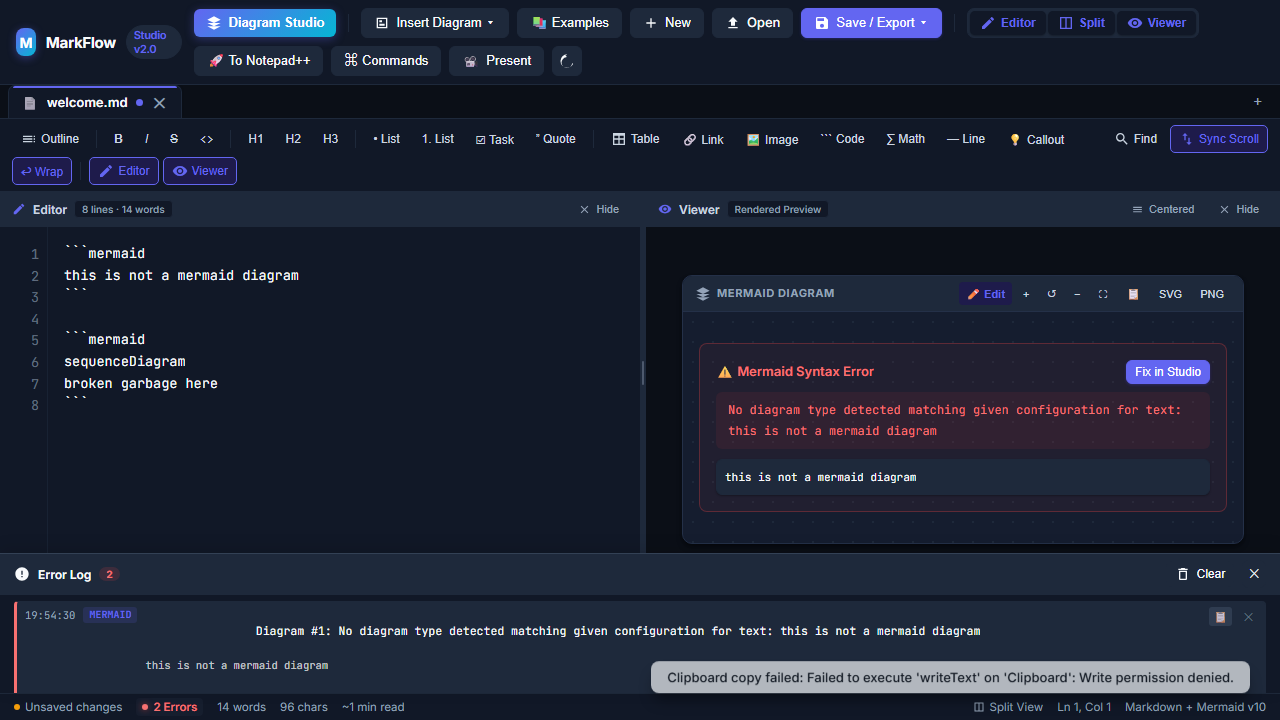 M MarkFlow Studio v2.0 Diagram Studio Insert Diagram Examples + New Open Save / Export Editor Split Viewer
To Notepad++ ⌘ Commands Present
welcome.md +
Outline B I S <> H1 H2 H3 • List 1. List ☑ Task " Quote Table Link Image ``` Code ∑ Math — Line Callout Find Sync Scroll
↩ Wrap Editor Viewer
Editor 8 lines · 14 words × Hide Viewer Rendered Preview ≡ Centered × Hide
1 ```mermaid
2 this is not a mermaid diagram
3 ```
4
5 ```mermaid
6 sequenceDiagram
7 broken garbage here
8 ```
MERMAID DIAGRAM Edit + ↺ − ⛶ SVG PNG
Mermaid Syntax Error Fix in Studio
No diagram type detected matching given configuration for text:
this is not a mermaid diagram
this is not a mermaid diagram
Error Log 2 Clear ×
19:54:30 MERMAID
Diagram #1: No diagram type detected matching given configuration for text: this is not a mermaid diagram
this is not a mermaid diagram
Clipboard copy failed: Failed to execute 'writeText' on 'Clipboard': Write permission denied.
Unsaved changes 2 Errors 14 words 96 chars ~1 min read Split View Ln 1, Col 1 Markdown + Mermaid v10